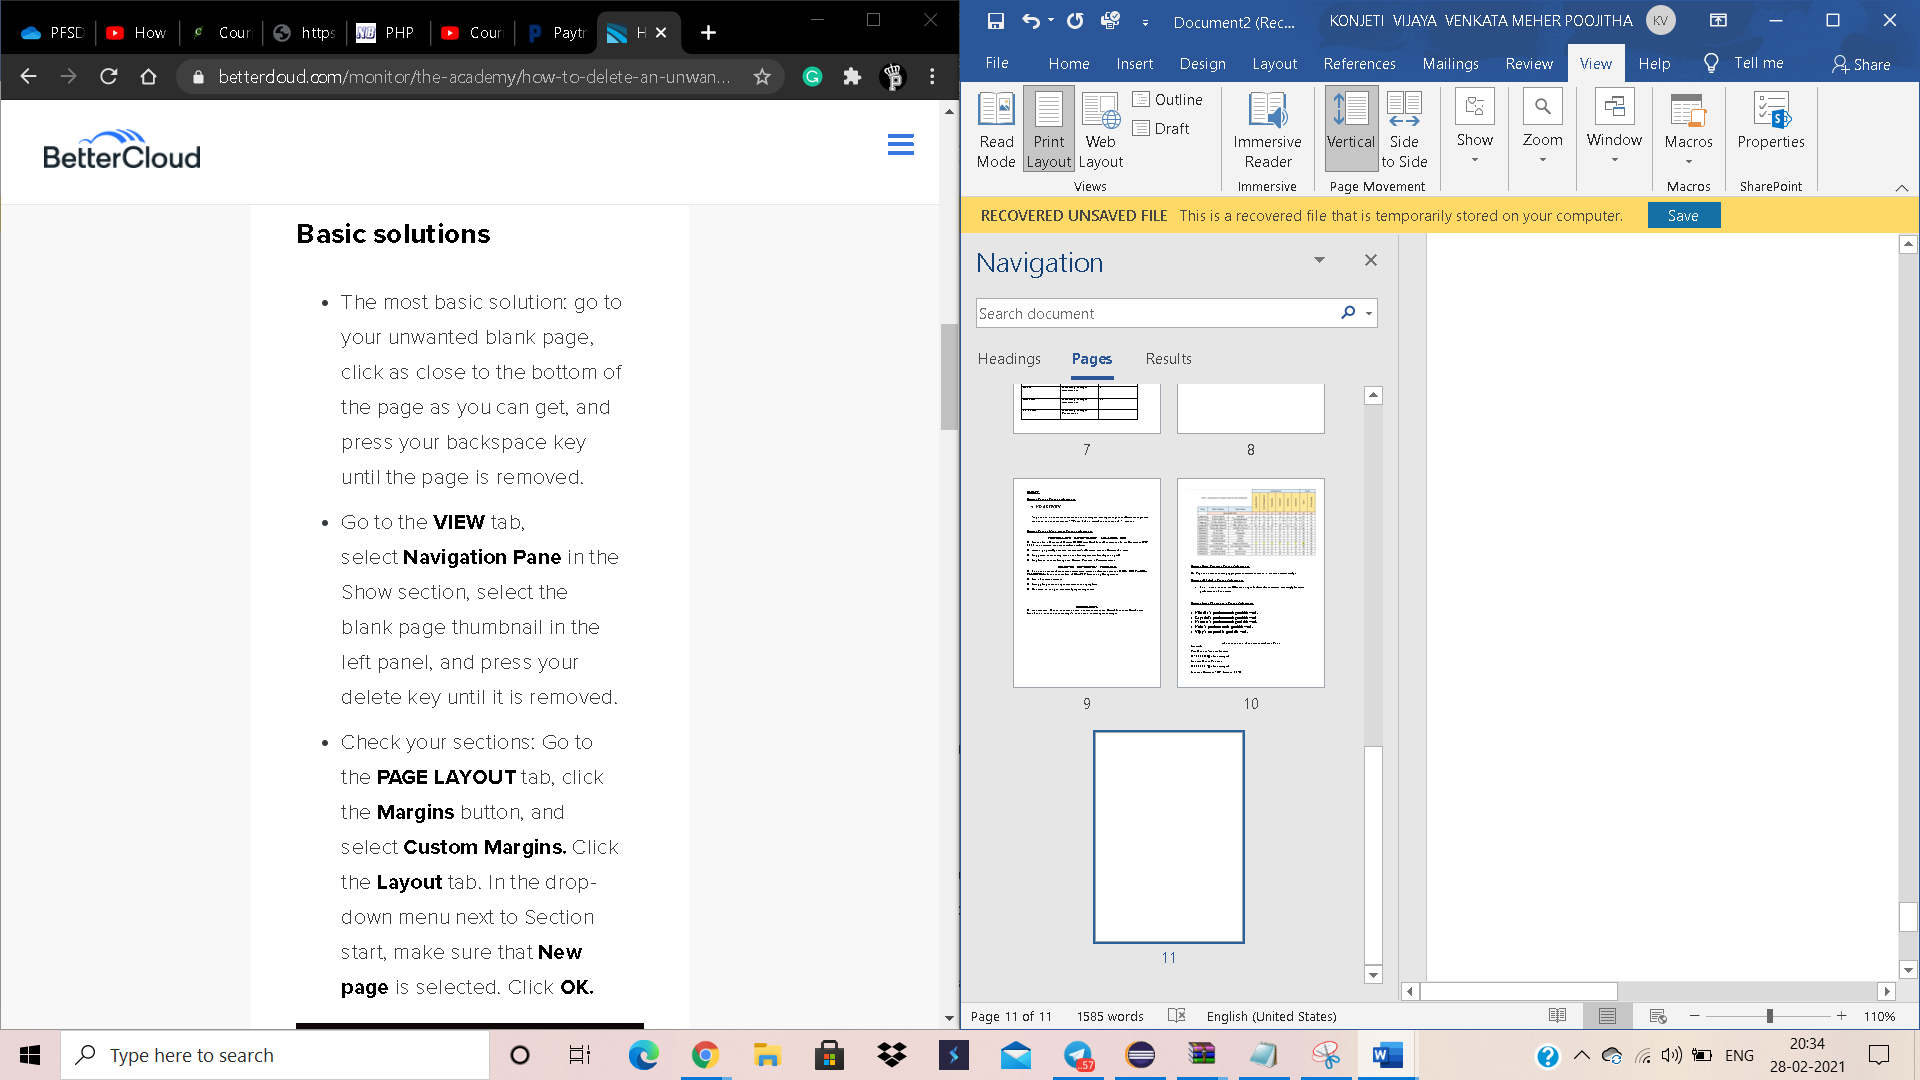 PFSD
How
Cour
https
PHP
Cour
Paytr
H
bettercloud.com/monitor/the-academy/how-to-delete-an-unwan...
BetterCloud
Basic solutions
• The most basic solution: go to
your unwanted blank page,
click as close to the bottom of
the page as you can get, and
press your backspace key
until the page is removed.
• Go to the VIEW tab,
select Navigation Pane in the
Show section, select the
blank page thumbnail in the
left panel, and press your
delete key until it is removed.
• Check your sections: Go to
the PAGE LAYOUT tab, click
the Margins button, and
select Custom Margins. Click
the Layout tab. In the drop-
down menu next to Section
start, make sure that New
page is selected. Click OK.
Document2 (Rec...
KONJETI VIJAYA VENKATA MEHER POOJITHA
KV
File Home Insert Design Layout References Mailings Review View Help Tell me Share
Read
Mode
Print
Layout
Web
Layout
Outline
Draft
Views
Immersive
Reader
Immersive
Vertical
Side
to Side
Page Movement
Show
Zoom
Window
Macros
Macros
Properties
SharePoint
RECOVERED UNSAVED FILE This is a recovered file that is temporarily stored on your computer. Save
Navigation
Search document
Headings Pages Results
7
8
9
10
11
Page 11 of 11 1585 words English (United States) 110%
Type here to search
..57
ENG
20:34
28-02-2021